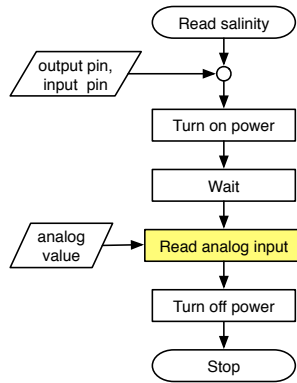 Read salinity
output pin,
input pin
Turn on power
Wait
analog
value
Read analog input
Turn off power
Stop